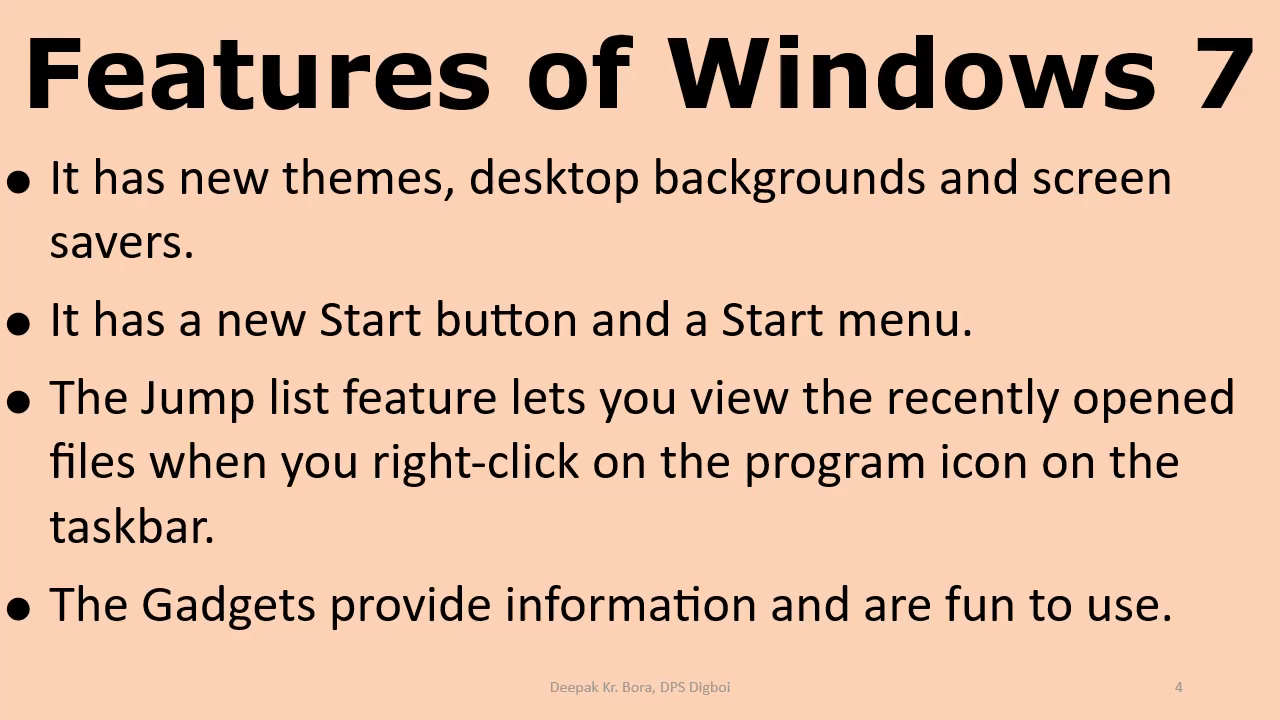 Features of Windows 7
● It has new themes, desktop backgrounds and screen
savers.
● It has a new Start button and a Start menu.
● The Jump list feature lets you view the recently opened
files when you right-click on the program icon on the
taskbar.
● The Gadgets provide information and are fun to use.
Deepak Kr. Bora, DPS Digboi
4